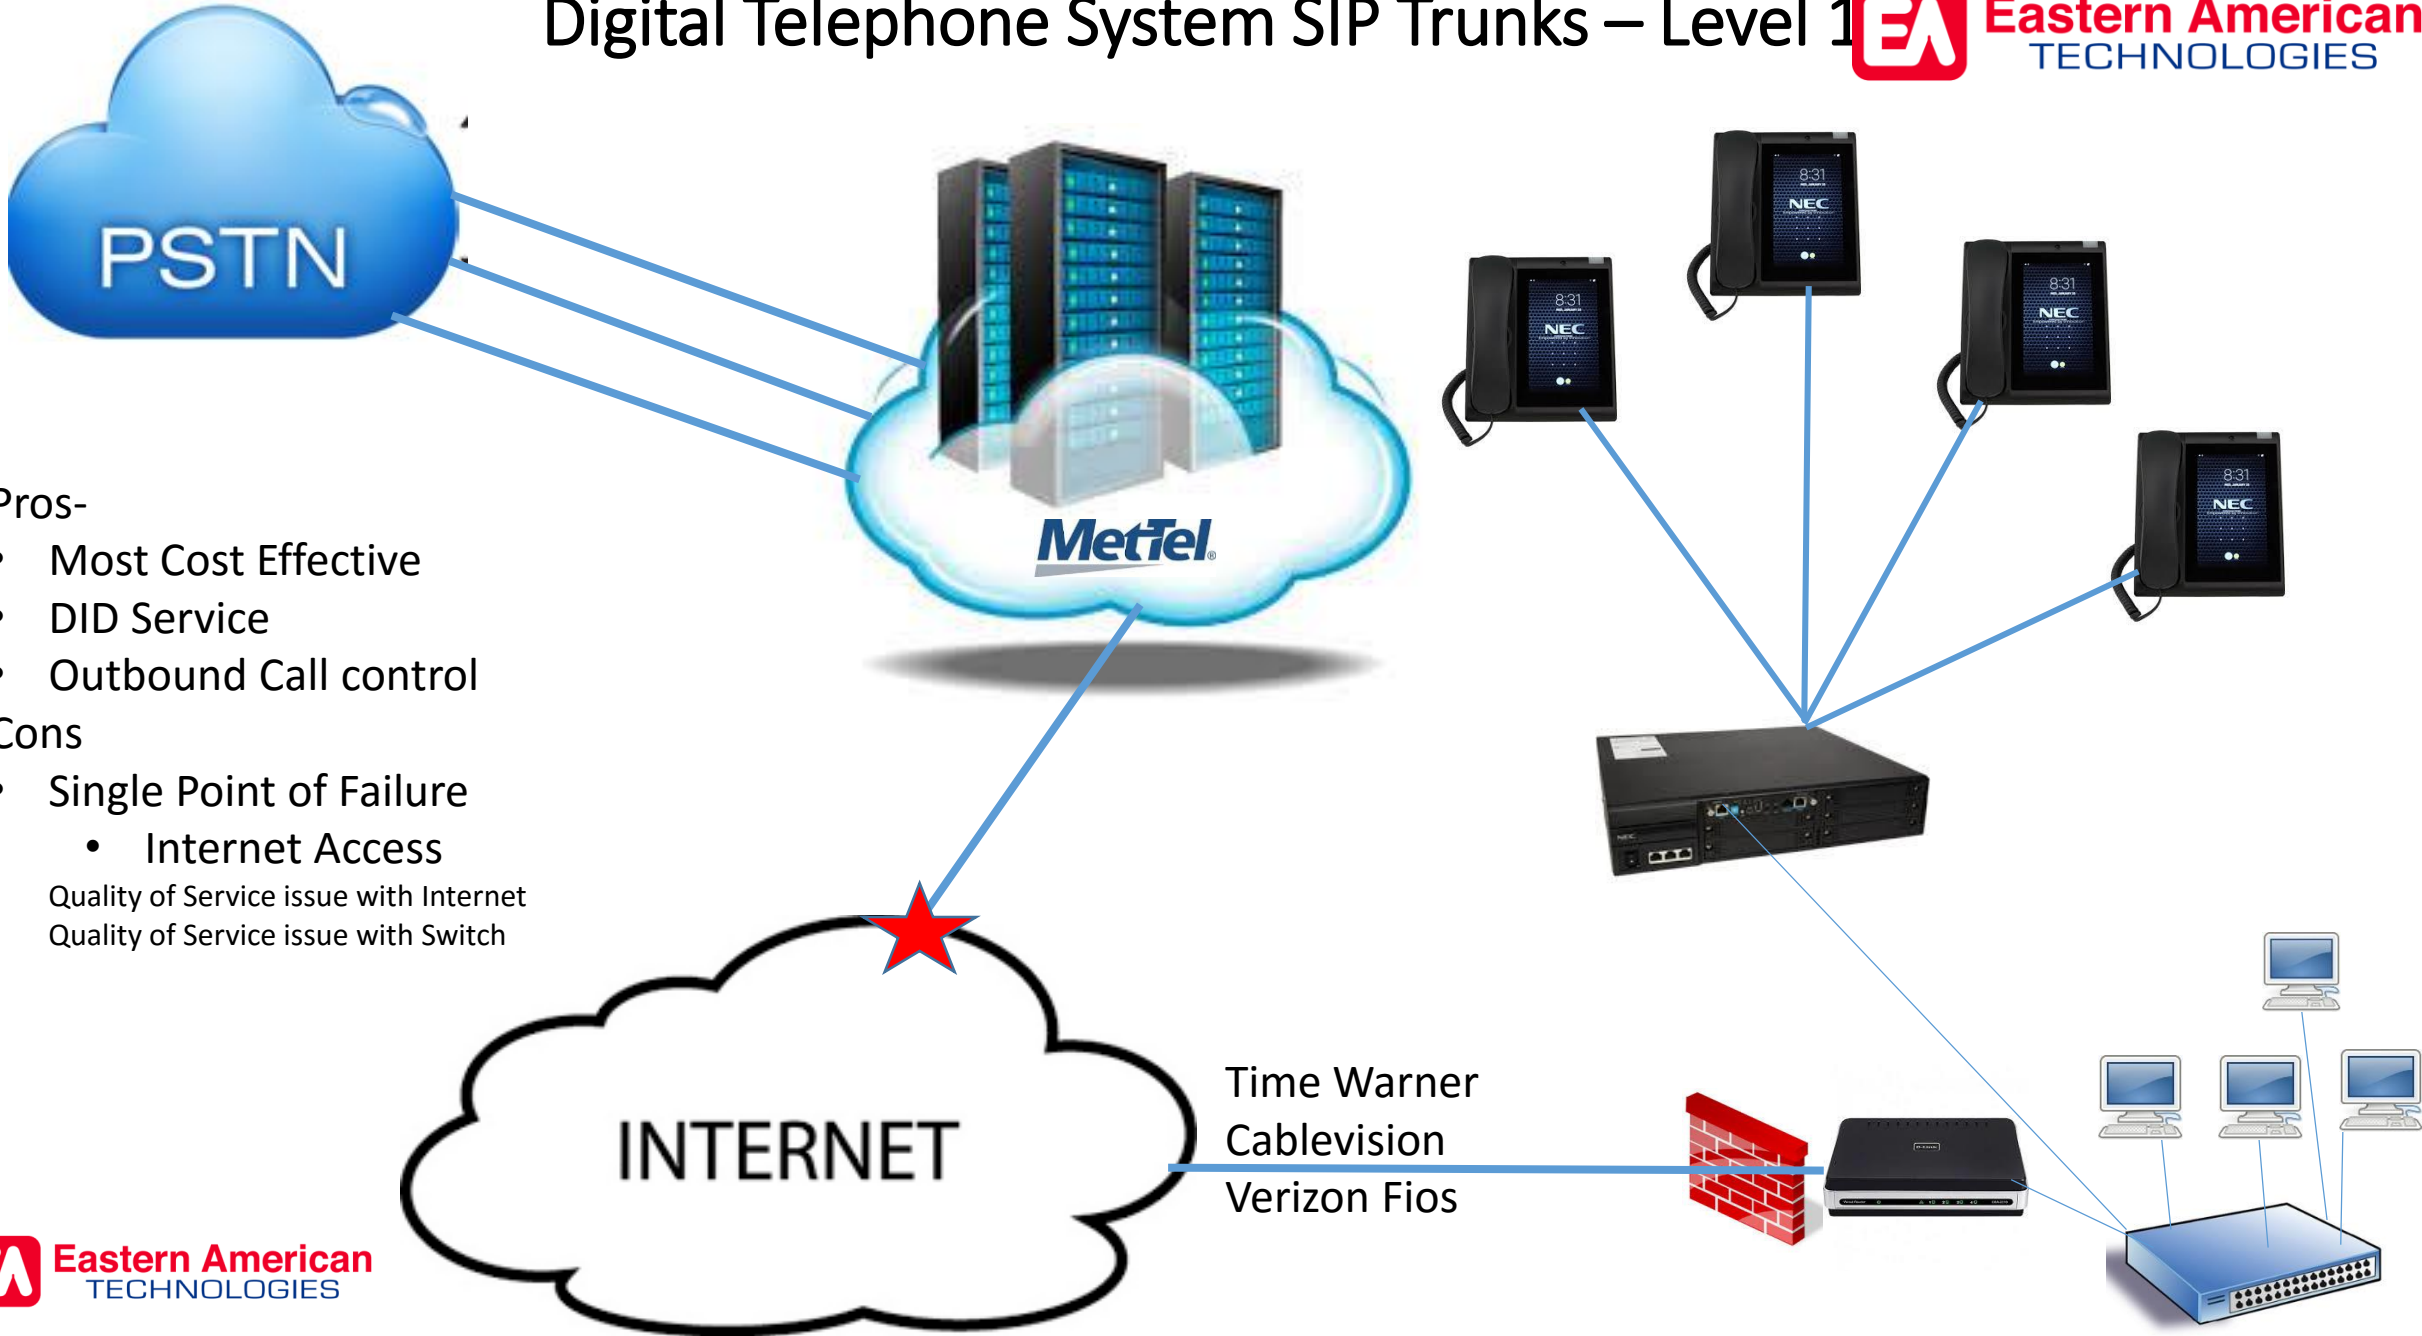 Digital Telephone System SIP Trunks – Level 1
Eastern American
TECHNOLOGIES
PSTN
8:31
NEC
8:31
NEC
8:31
NEC
8:31
NEC
MetTel®
Pros-
• Most Cost Effective
• DID Service
• Outbound Call control
Cons
• Single Point of Failure
• Internet Access
Quality of Service issue with Internet
Quality of Service issue with Switch
NEC
INTERNET
Time Warner
Cablevision
Verizon Fios
D-Link
Eastern American
TECHNOLOGIES